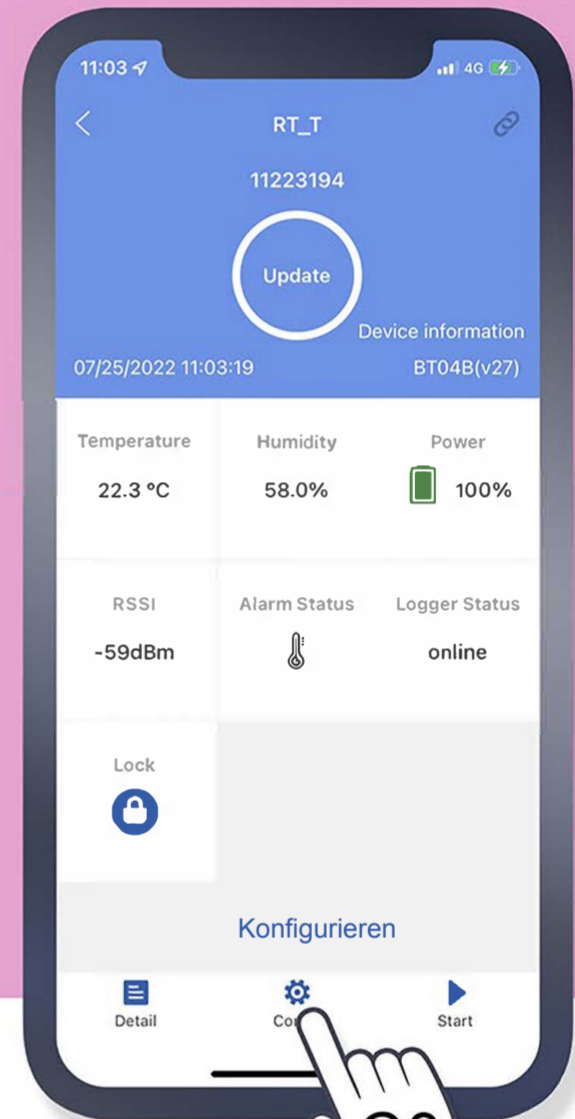 11:03
4G
RT_T
11223194
Update
Device information
07/25/2022 11:03:19
BT04B(v27)
Temperature Humidity Power
22.3 °C 58.0% 100%
RSSI Alarm Status Logger Status
-59dBm online
Lock
Konfigurieren
Detail Start